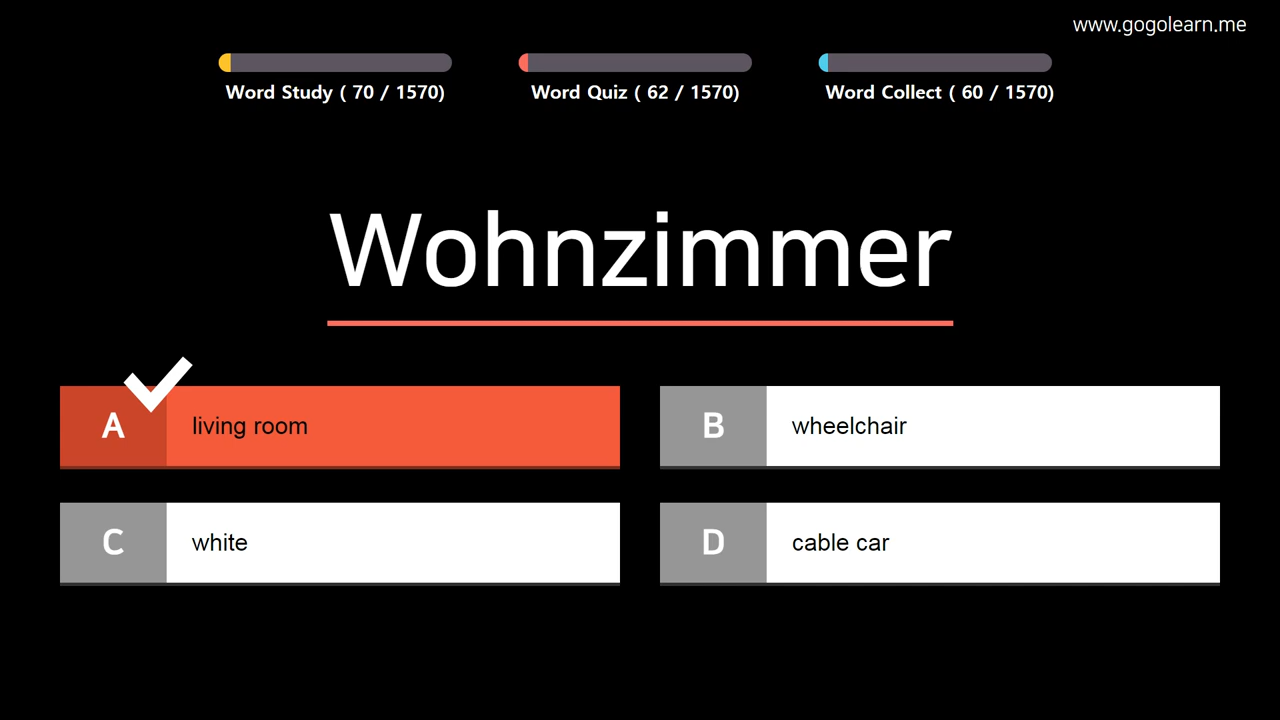 www.gogolearn.me
Word Study ( 70 / 1570)
Word Quiz ( 62 / 1570)
Word Collect ( 60 / 1570)
Wohnzimmer
A living room
B wheelchair
C white
D cable car